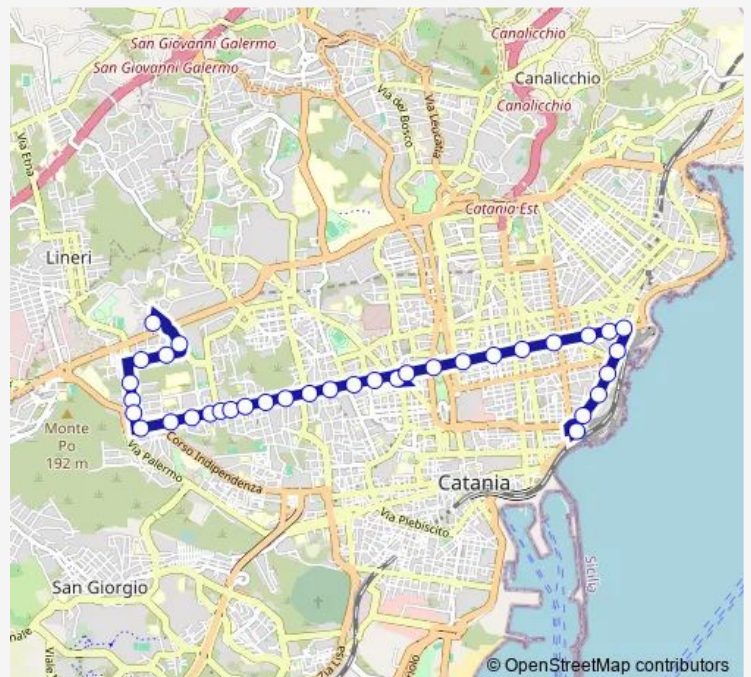 Canalicchio
San Giovanni Galermo
San Giovanni Galermo
Canalicchio
Via del Bosco
Via Leucatia
Canalicchio
Via Etna
Catania Est
Lineri
Monte
Po
192 m
Corso Indipendenza
Via Palermo
Catania
Via Plebiscito
Sicilia
San Giorgio
Viale
© OpenStreetMap contributors